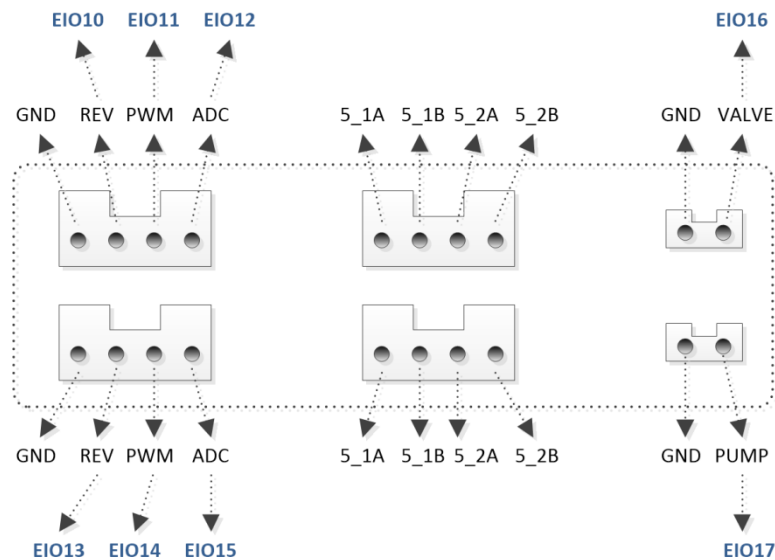 EIO10 EIO11 EIO12 EIO16
GND REV PWM ADC 5_1A 5_1B 5_2A 5_2B GND VALVE
GND REV PWM ADC 5_1A 5_1B 5_2A 5_2B GND PUMP
EIO13 EIO14 EIO15 EIO17